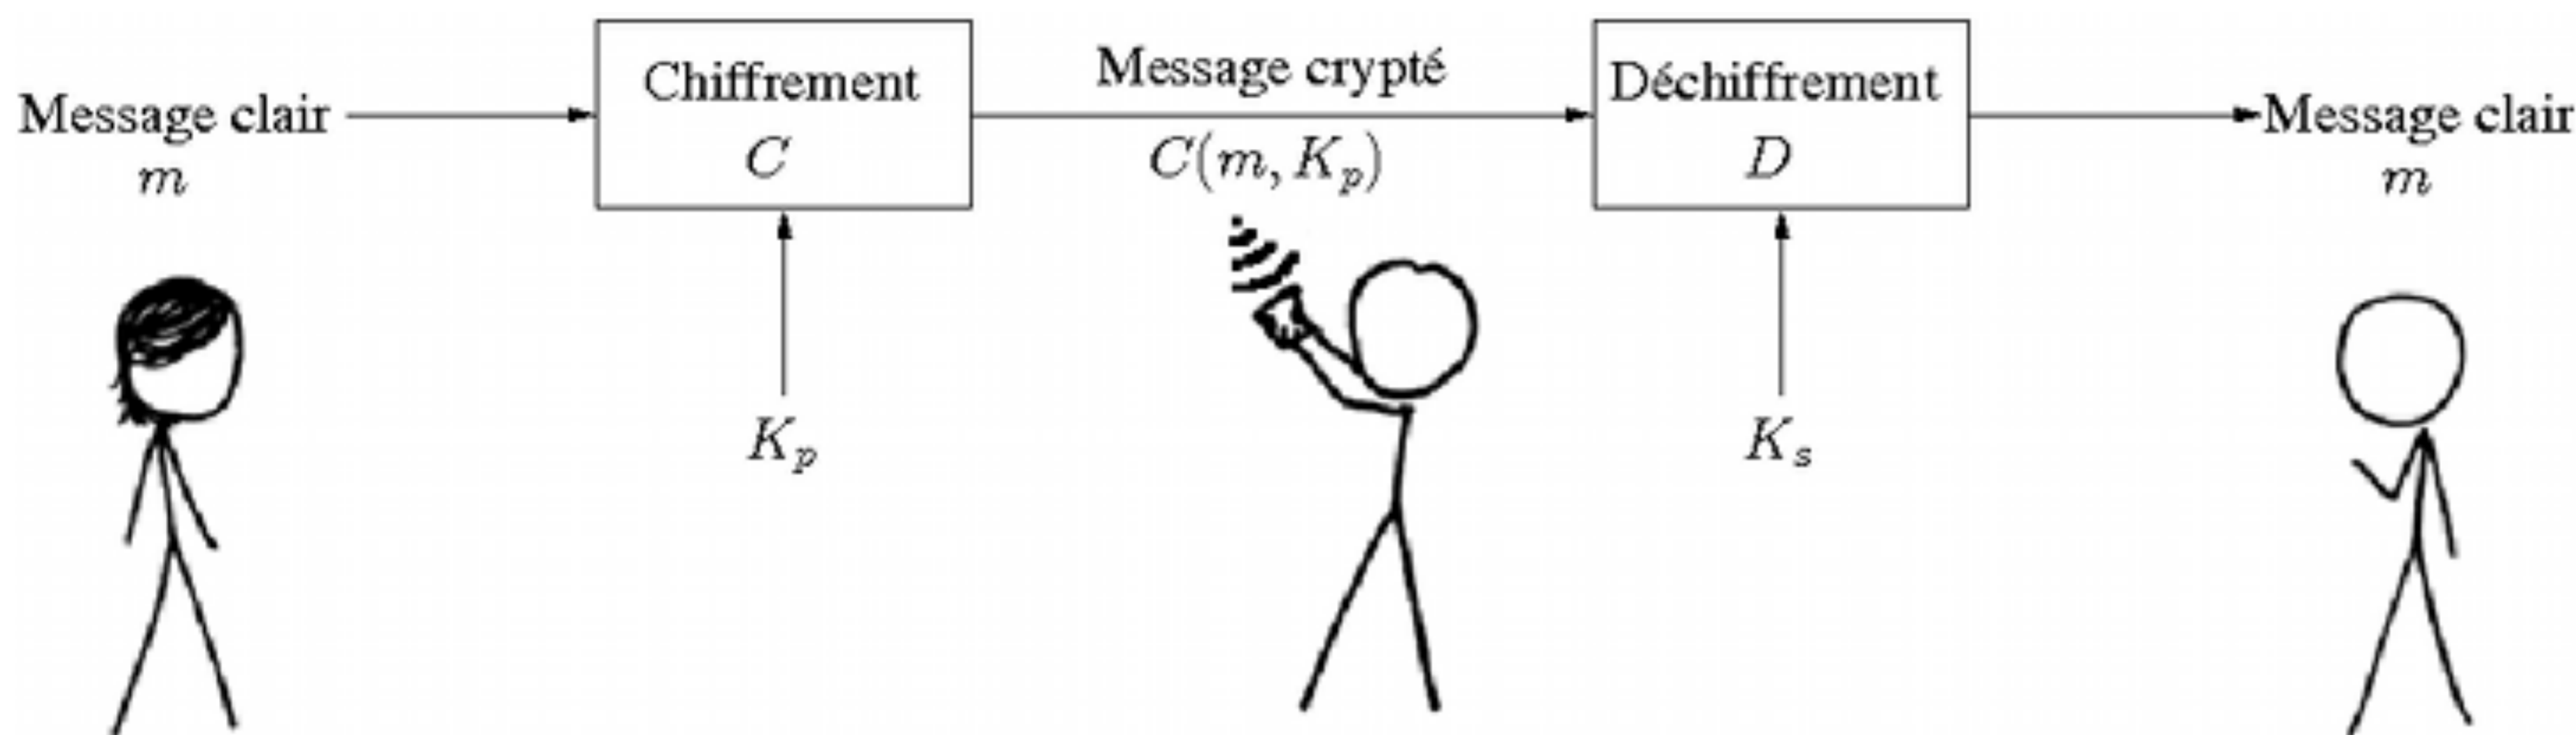 Message clair
m
Chiffrement
C
K_p
Message crypté
C(m, K_p)
Déchiffrement
D
K_s
Message clair
m